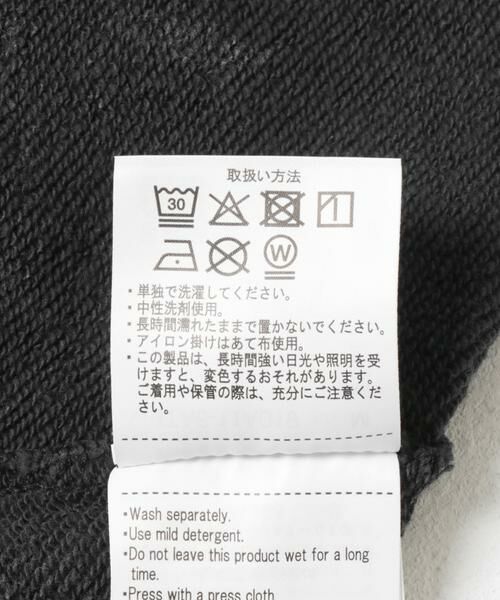 取扱い方法
30
W
・単独で洗濯してください。
・中性洗剤使用。
・長時間濡れたままで置かないでください。
・アイロン掛けはあて布使用。
・この製品は、長時間強い日光や照明を受
けますと、変色するおそれがあります。
ご着用や保管の際は、充分にご注意くださ
い。
・Wash separately.
・Use mild detergent.
・Do not leave this product wet for a long
time.
・Press with a press cloth.